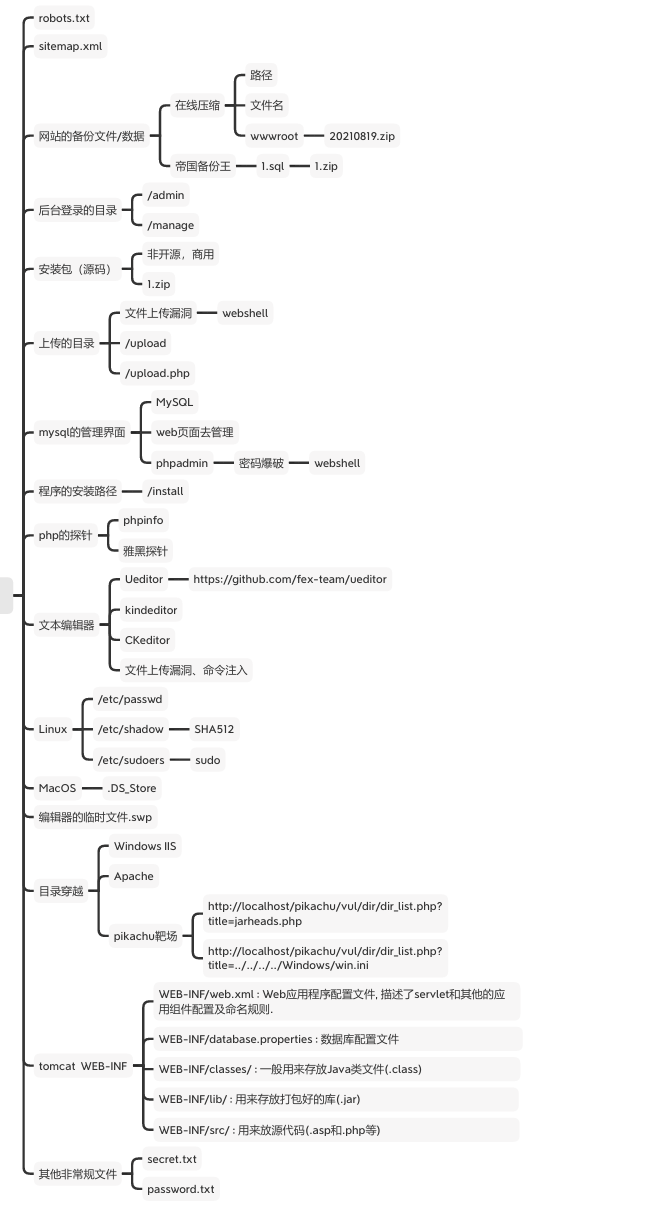 robots.txt
sitemap.xml
网站的备份文件/数据
在线压缩
路径
文件名
wwwroot
20210819.zip
帝国备份王
1.sql
1.zip
后台登录的目录
/admin
/manage
安装包（源码）
非开源，商用
1.zip
上传的目录
文件上传漏洞
webshell
/upload
/upload.php
mysql的管理界面
MySQL
web页面去管理
phpadmin
密码爆破
webshell
程序的安装路径
/install
php的探针
phpinfo
雅黑探针
文本编辑器
Ueditor
https://github.com/fex-team/ueditor
kindeditor
CKeditor
文件上传漏洞、命令注入
Linux
/etc/passwd
/etc/shadow
SHA512
/etc/sudoers
sudo
MacOS
.DS_Store
编辑器的临时文件.swp
目录穿越
Windows IIS
Apache
pikachu靶场
http://localhost/pikachu/vul/dir/dir_list.php?
title=jarheads.php
http://localhost/pikachu/vul/dir/dir_list.php?
title=../../../../Windows/win.ini
tomcat WEB-INF
WEB-INF/web.xml : Web应用程序配置文件, 描述了servlet和其他的应
用组件配置及命名规则.
WEB-INF/database.properties : 数据库配置文件
WEB-INF/classes/ : 一般用来存放Java类文件(.class)
WEB-INF/lib/ : 用来存放打包好的库(.jar)
WEB-INF/src/ : 用来放源代码(.asp和.php等)
其他非常规文件
secret.txt
password.txt